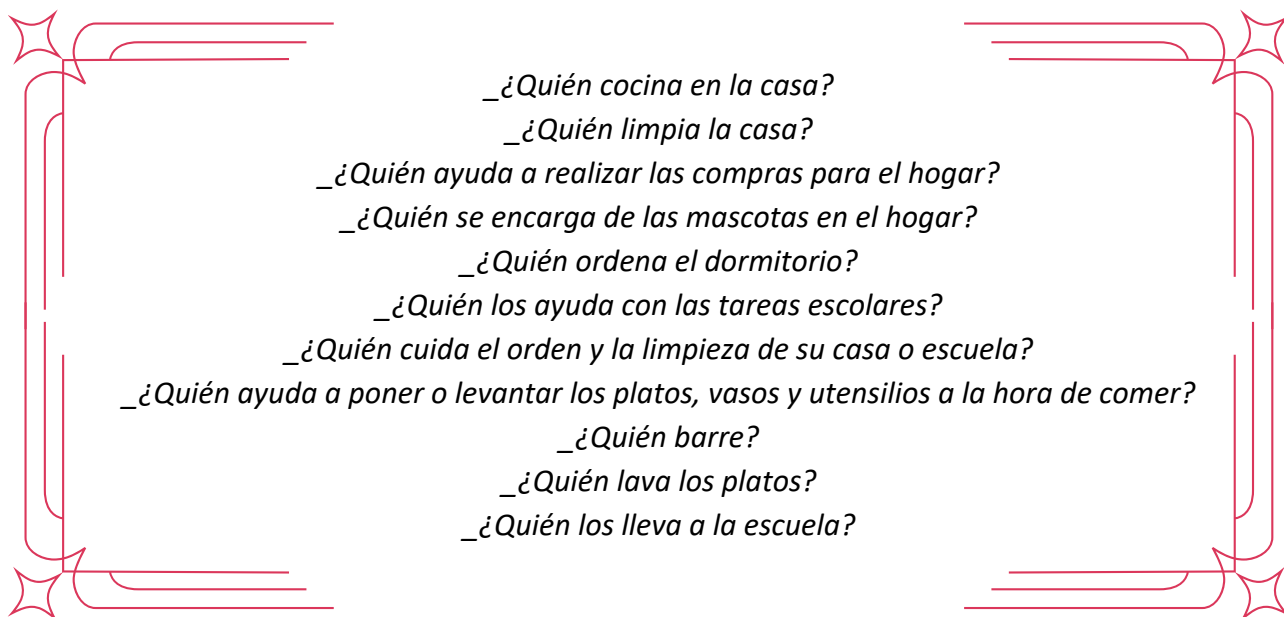 _¿Quién cocina en la casa?
_¿Quién limpia la casa?
_¿Quién ayuda a realizar las compras para el hogar?
_¿Quién se encarga de las mascotas en el hogar?
_¿Quién ordena el dormitorio?
_¿Quién los ayuda con las tareas escolares?
_¿Quién cuida el orden y la limpieza de su casa o escuela?
_¿Quién ayuda a poner o levantar los platos, vasos y utensilios a la hora de comer?
_¿Quién barre?
_¿Quién lava los platos?
_¿Quién los lleva a la escuela?